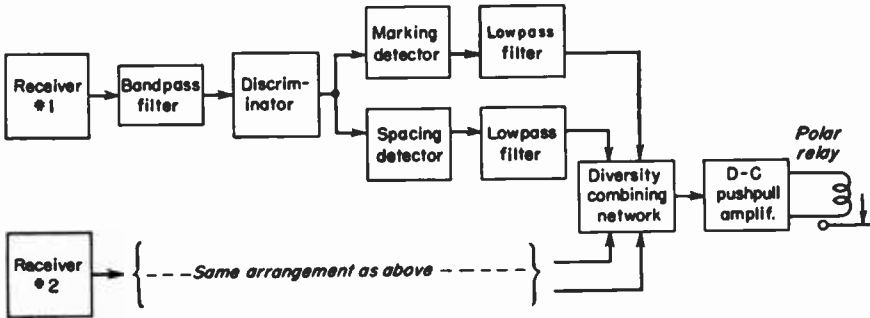 Receiver
#1
Bandpass
filter
Discrim-
inator
Marking
detector
Lowpass
filter
Spacing
detector
Lowpass
filter
Diversity
combining
network
D-C
pushpull
amplif.
Polar
relay
Receiver
#2
Same arrangement as above